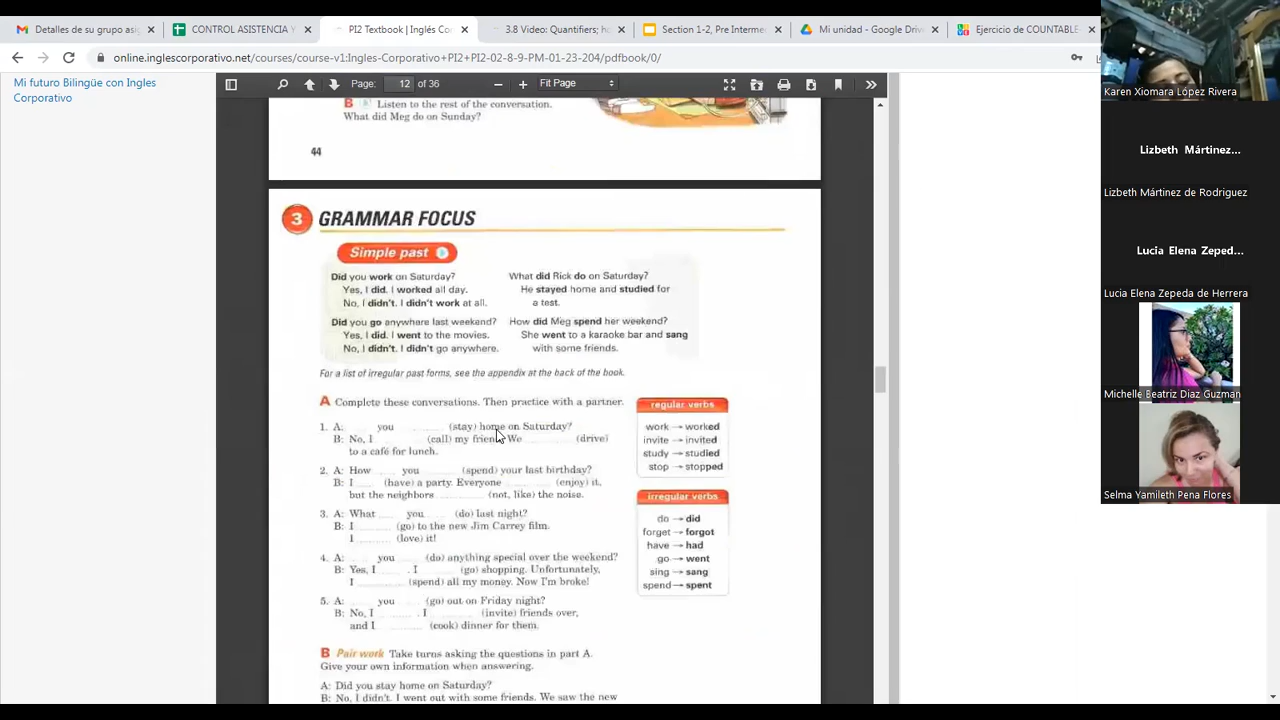 Detalles de su grupo asig
CONTROL ASISTENCIA Y
PI2 Textbook | Inglés Co
3.8 Video: Quantifiers; ho
Section 1-2, Pre Interme
Mi unidad - Google Driv
Ejercicio de COUNTABLE
online.inglescorporativo.net/courses/course-v1:Ingles-Corporativo+PI2+PI2-02-8-9-PM-01-23-204/pdfbook/0/
Mi futuro Bilingüe con Ingles
Corporativo
Page: 12 of 36
Fit Page
B Listen to the rest of the conversation.
What did Meg do on Sunday?
44
3 GRAMMAR FOCUS
Simple past
Did you work on Saturday?
Yes, I did. I worked all day.
No, I didn't. I didn't work at all.
Did you go anywhere last weekend?
Yes, I did. I went to the movies.
No, I didn't. I didn't go anywhere.
What did Rick do on Saturday?
He stayed home and studied for
a test.
How did Meg spend her weekend?
She went to a karaoke bar and sang
with some friends.
For a list of irregular past forms, see the appendix at the back of the book.
A Complete these conversations. Then practice with a partner.
1. A: you (stay) home on Saturday?
B: No, I (call) my friend. We (drive)
to a café for lunch.
2. A: How you (spend) your last birthday?
B: I (have) a party. Everyone (enjoy) it,
but the neighbors (not, like) the noise.
3. A: What you (do) last night?
B: I (go) to the new Jim Carrey film.
I (love) it!
4. A: you (do) anything special over the weekend?
B: Yes, I . I (go) shopping. Unfortunately,
I (spend) all my money. Now I'm broke!
5. A: you (go) out on Friday night?
B: No, I . I (invite) friends over,
and I (cook) dinner for them.
regular verbs
work → worked
invite → invited
study → studied
stop → stopped
irregular verbs
do → did
forget → forgot
have → had
go → went
sing → sang
spend → spent
B Pair work Take turns asking the questions in part A.
Give your own information when answering.
A: Did you stay home on Saturday?
B: No, I didn't. I went out with some friends. We saw the new
Karen Xiomara López Rivera
Lizbeth Mártinez...
Lizbeth Mártinez de Rodriguez
Lucia Elena Zeped...
Lucia Elena Zepeda de Herrera
Michelle Beatriz Diaz Guzman
Selma Yamileth Pena Flores